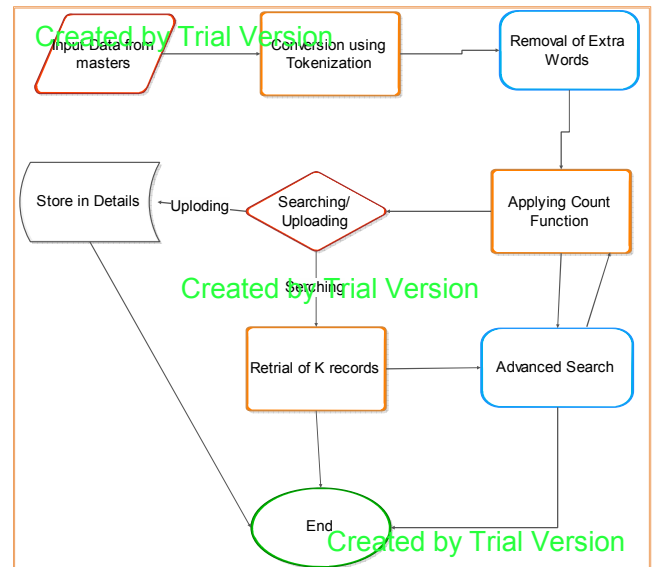 Created by Trial Version
Input Data from
masters
Conversion using
Tokenization
Removal of Extra
Words
Store in Details
Uploding
Searching/
Uploading
Applying Count
Function
Serching
Created by Trial Version
Retrial of K records
Advanced Search
End
Created by Trial Version